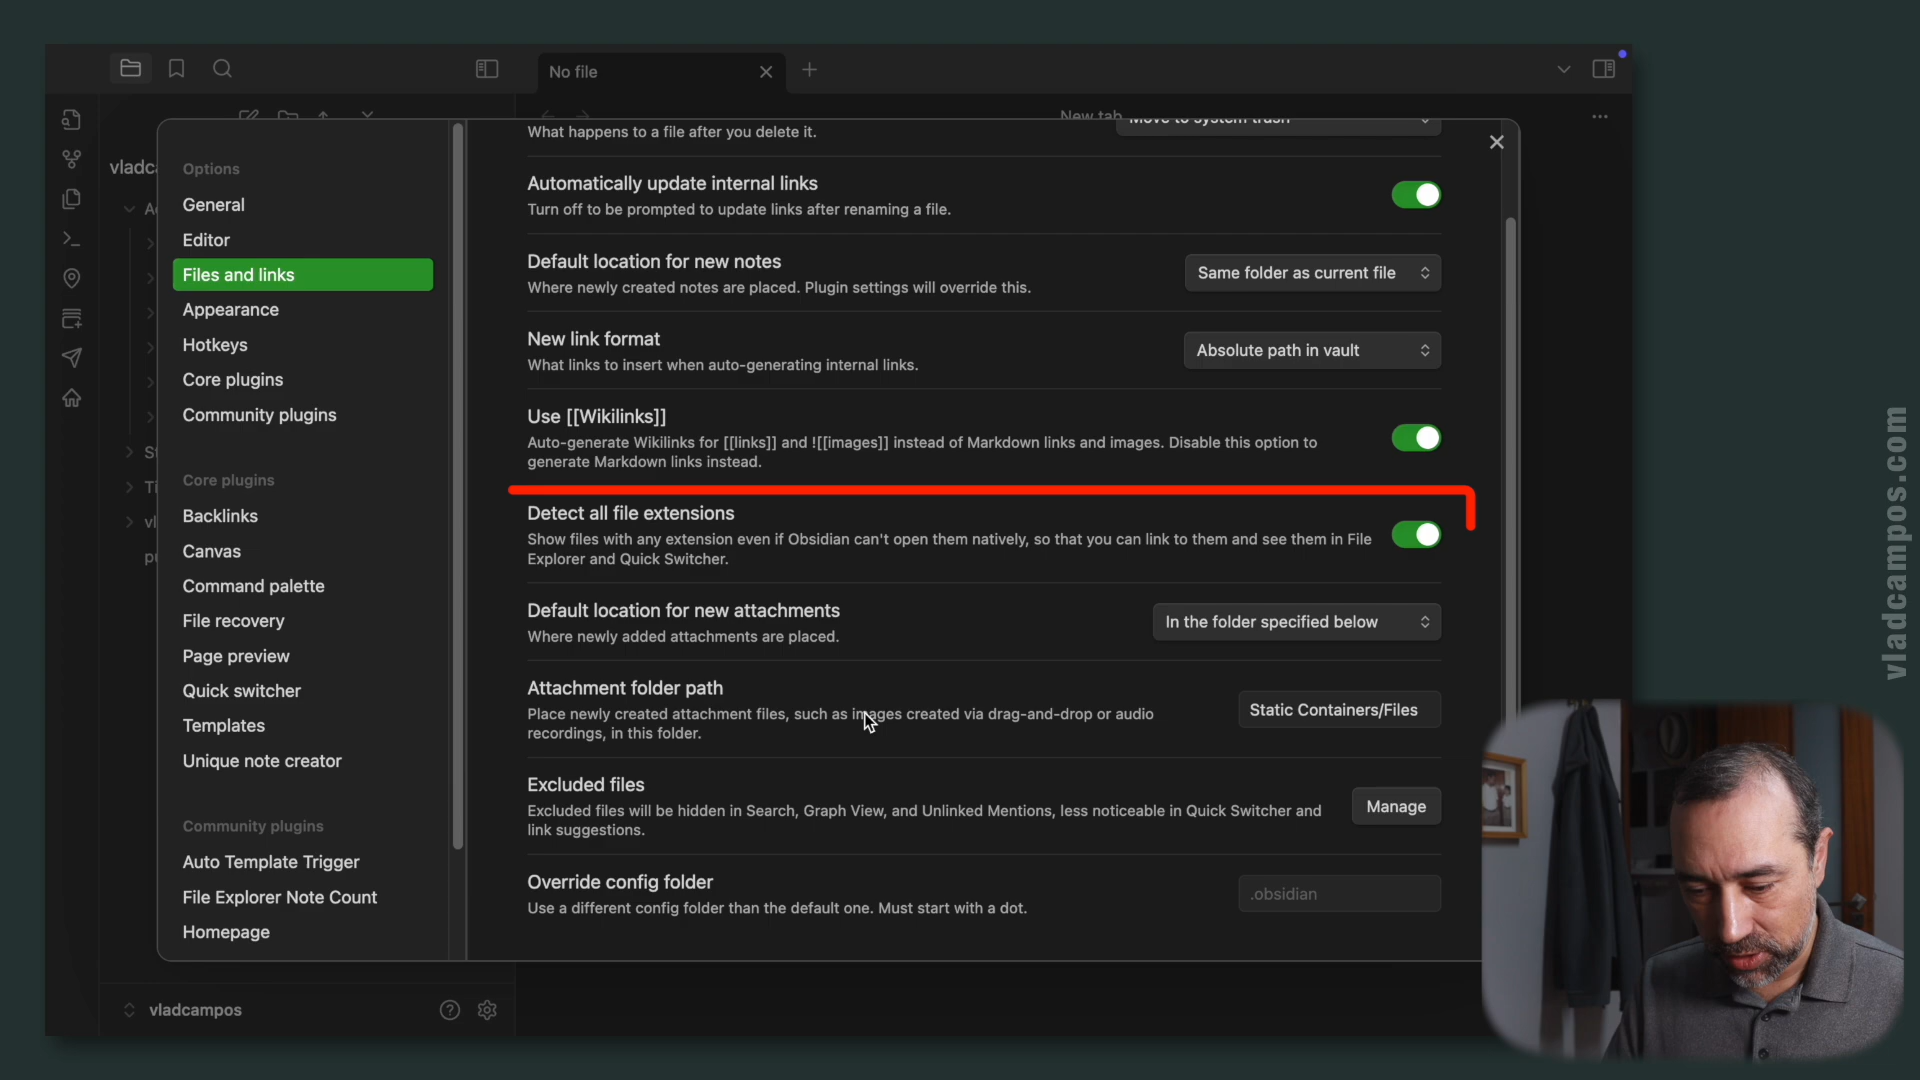 No file
New tab
vladc
Options
General
Editor
Files and links
Appearance
Hotkeys
Core plugins
Community plugins
Core plugins
Backlinks
Canvas
Command palette
File recovery
Page preview
Quick switcher
Templates
Unique note creator
Community plugins
Auto Template Trigger
File Explorer Note Count
Homepage
vladcampos
What happens to a file after you delete it.
Move to system trash
Automatically update internal links
Turn off to be prompted to update links after renaming a file.
Default location for new notes
Where newly created notes are placed. Plugin settings will override this.
Same folder as current file
New link format
What links to insert when auto-generating internal links.
Absolute path in vault
Use [[Wikilinks]]
Auto-generate Wikilinks for [[links]] and ![[images]] instead of Markdown links and images. Disable this option to
generate Markdown links instead.
Detect all file extensions
Show files with any extension even if Obsidian can't open them natively, so that you can link to them and see them in File
Explorer and Quick Switcher.
Default location for new attachments
Where newly added attachments are placed.
In the folder specified below
Attachment folder path
Place newly created attachment files, such as images created via drag-and-drop or audio
recordings, in this folder.
Static Containers/Files
Excluded files
Excluded files will be hidden in Search, Graph View, and Unlinked Mentions, less noticeable in Quick Switcher and
link suggestions.
Manage
Override config folder
Use a different config folder than the default one. Must start with a dot.
.obsidian
vladcampos.com